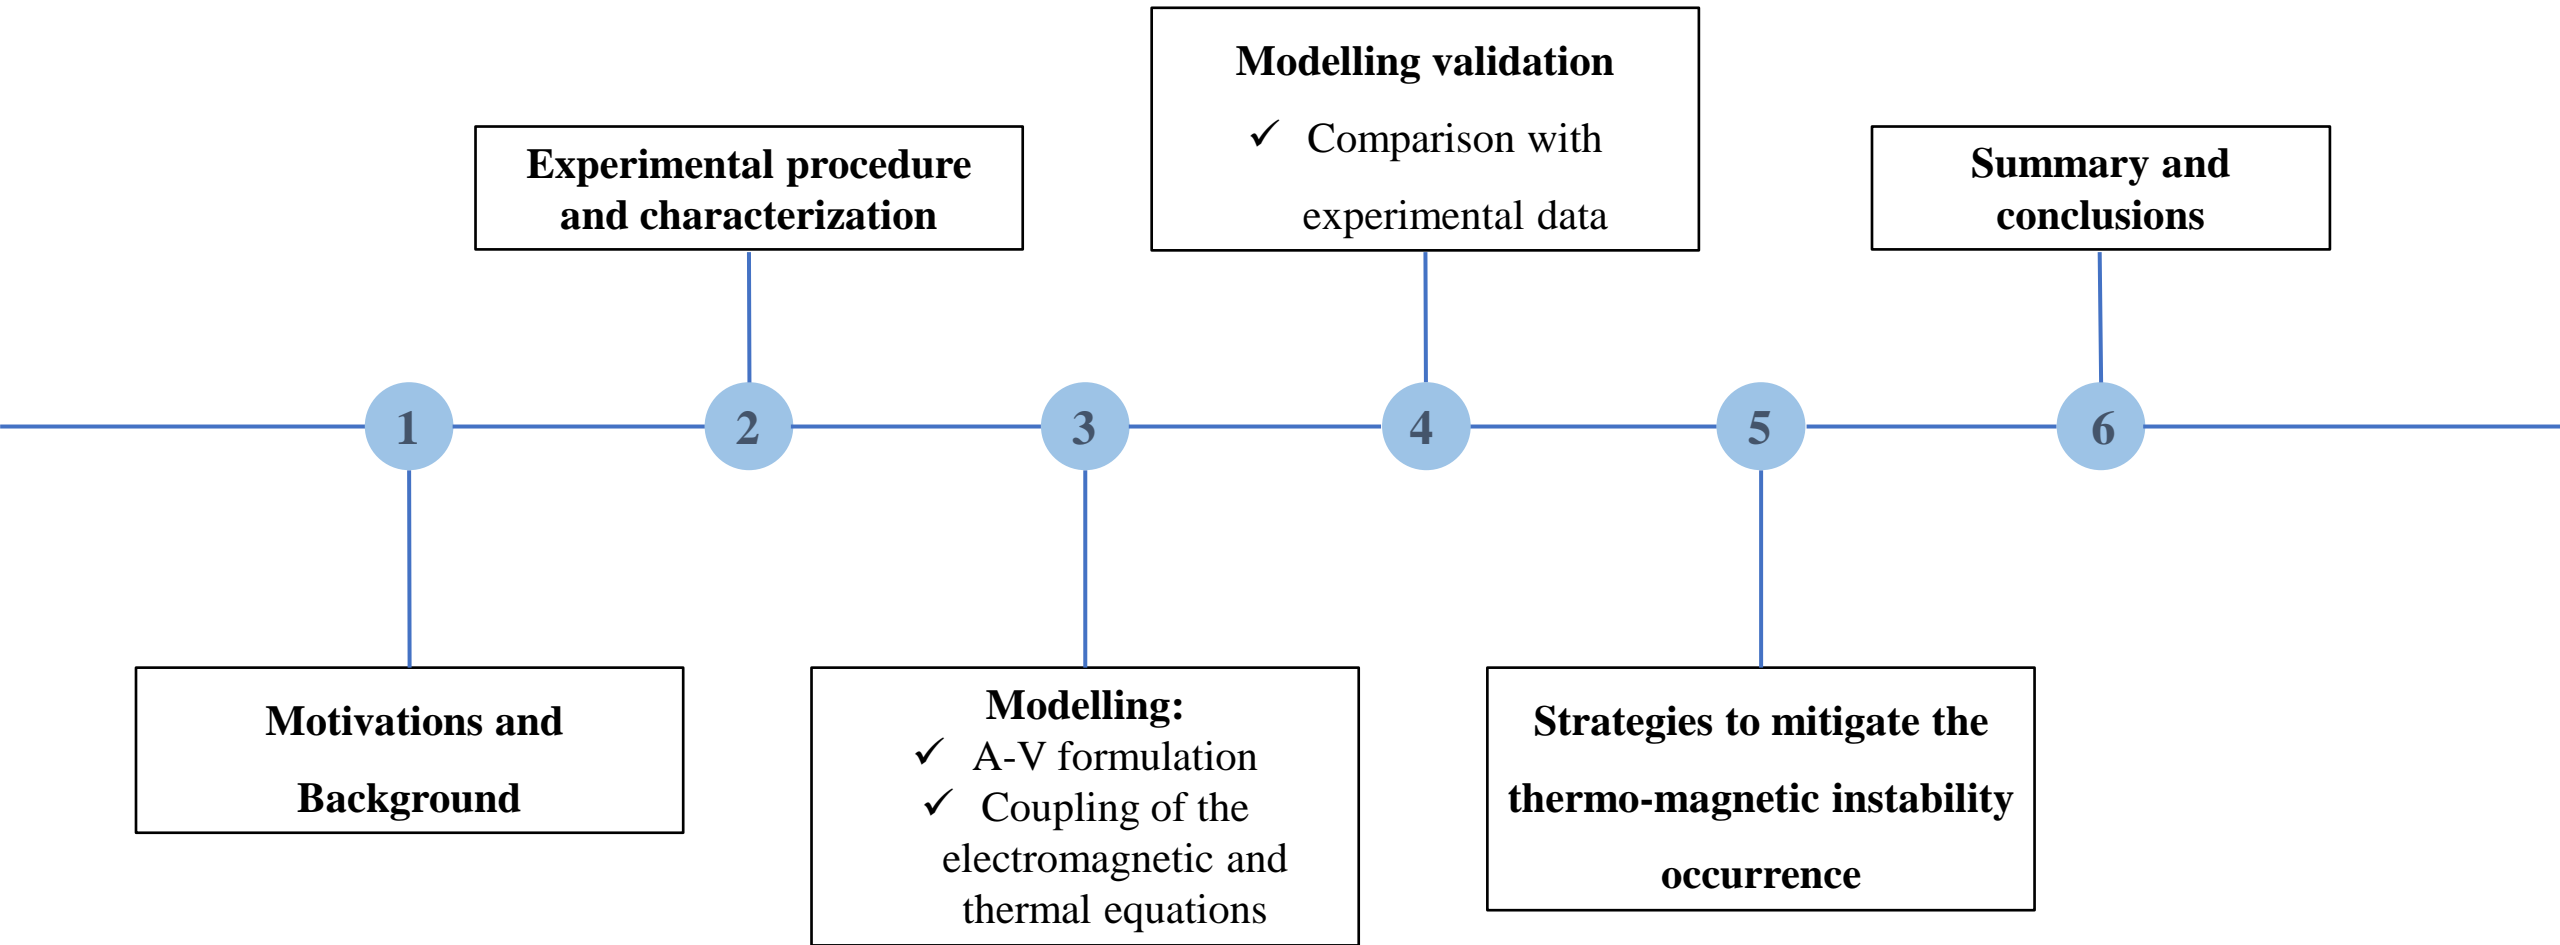 Modelling validation
✓ Comparison with
experimental data
Experimental procedure
and characterization
Summary and
conclusions
1
2
3
4
5
6
Motivations and
Background
Modelling:
✓ A-V formulation
✓ Coupling of the
electromagnetic and
thermal equations
Strategies to mitigate the
thermo-magnetic instability
occurrence